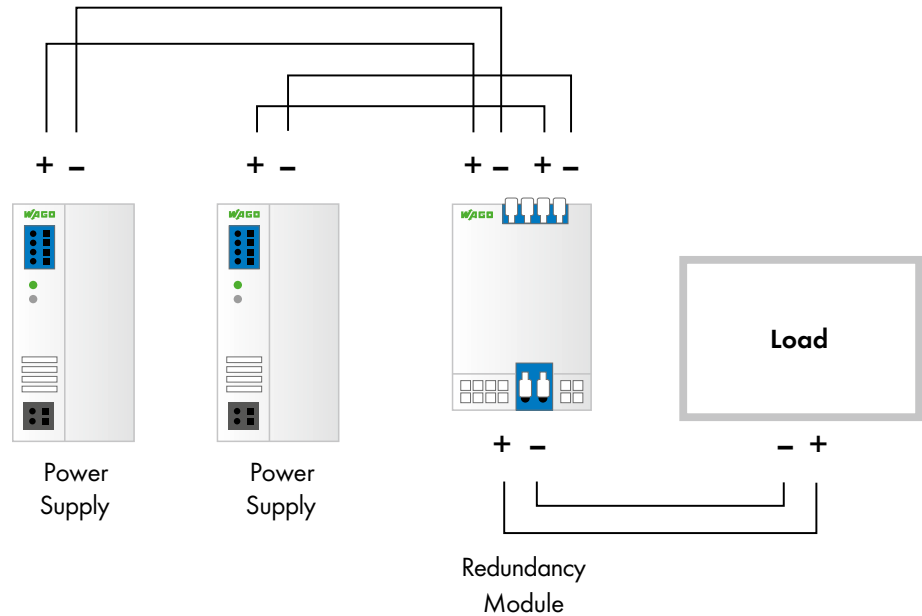 + – + – + – + –
WAGO WAGO WAGO
Load
+ – – +
Power
Supply
Power
Supply
Redundancy
Module